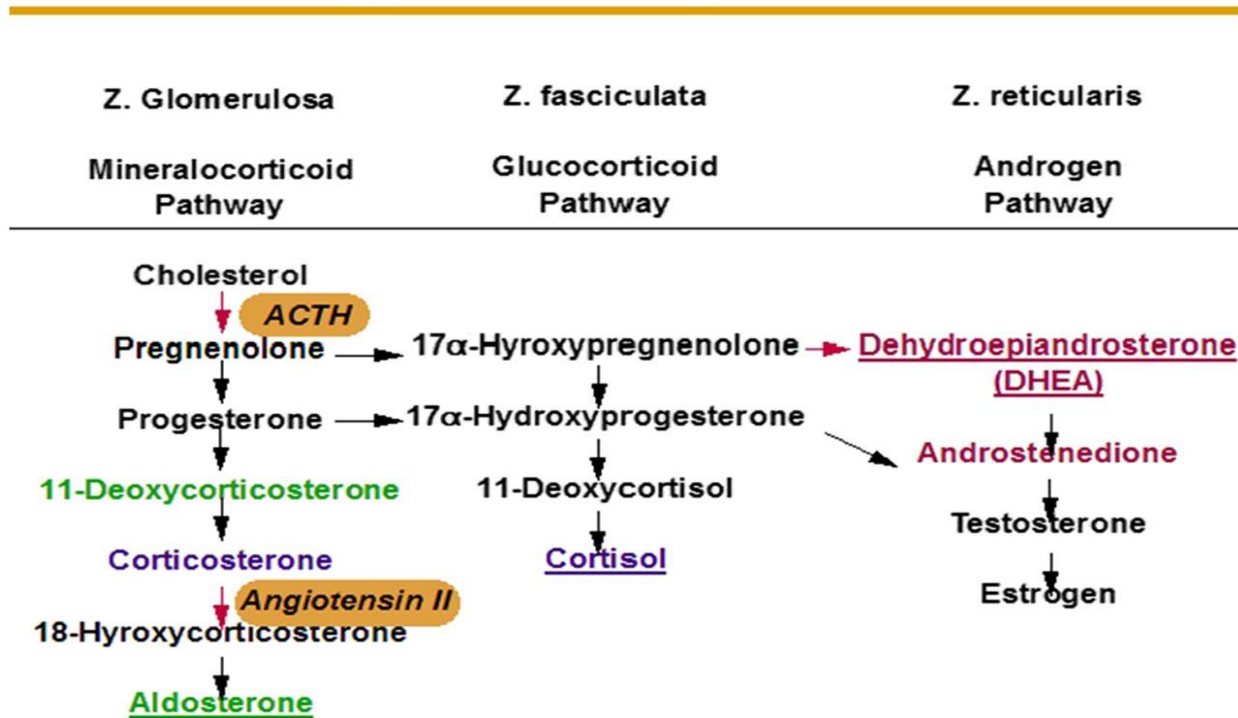 Z. Glomerulosa
Z. fasciculata
Z. reticularis
Mineralocorticoid
Pathway
Glucocorticoid
Pathway
Androgen
Pathway
Cholesterol
ACTH
Pregnenolone
17α-Hyroxypregnenolone
Dehydroepiandrosterone
(DHEA)
Progesterone
17α-Hydroxyprogesterone
Androstenedione
11-Deoxycorticosterone
11-Deoxycortisol
Testosterone
Corticosterone
Cortisol
Estrogen
Angiotensin II
18-Hyroxycorticosterone
Aldosterone